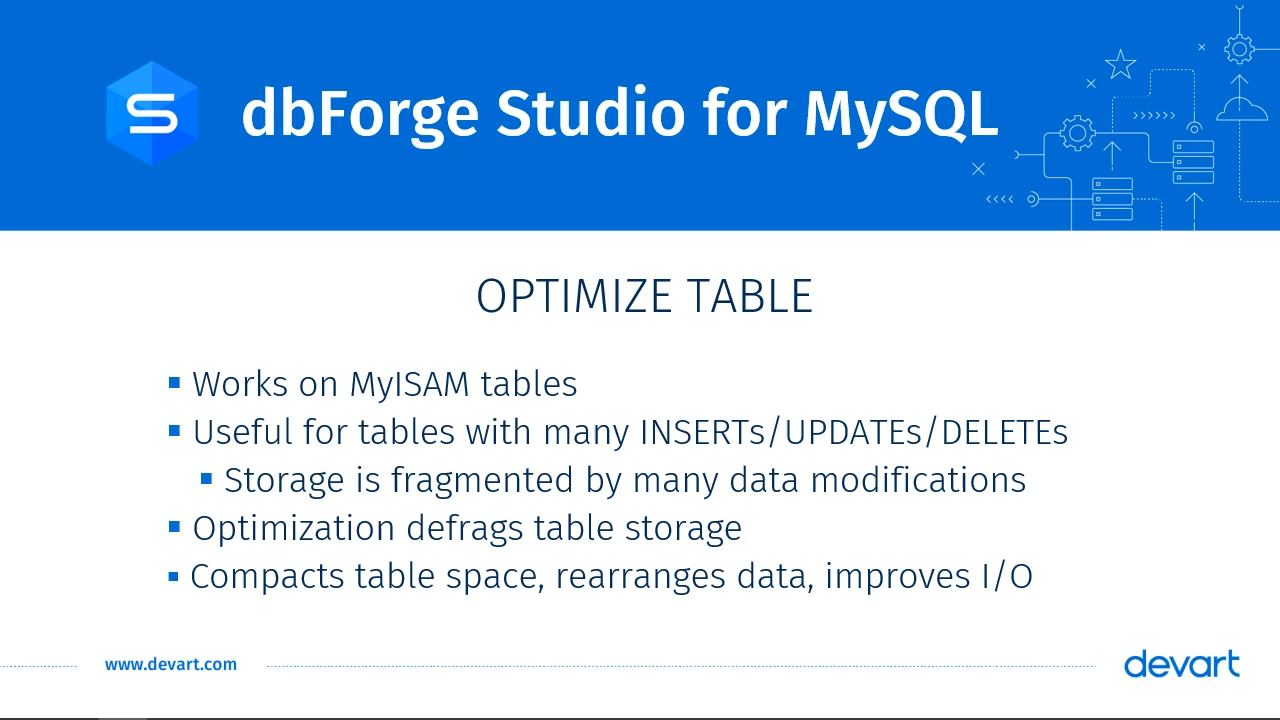 dbForge Studio for MySQL
OPTIMIZE TABLE
Works on MyISAM tables
Useful for tables with many INSERTs/UPDATEs/DELETEs
Storage is fragmented by many data modifications
Optimization defrags table storage
Compacts table space, rearranges data, improves I/O
www.devart.com
devart